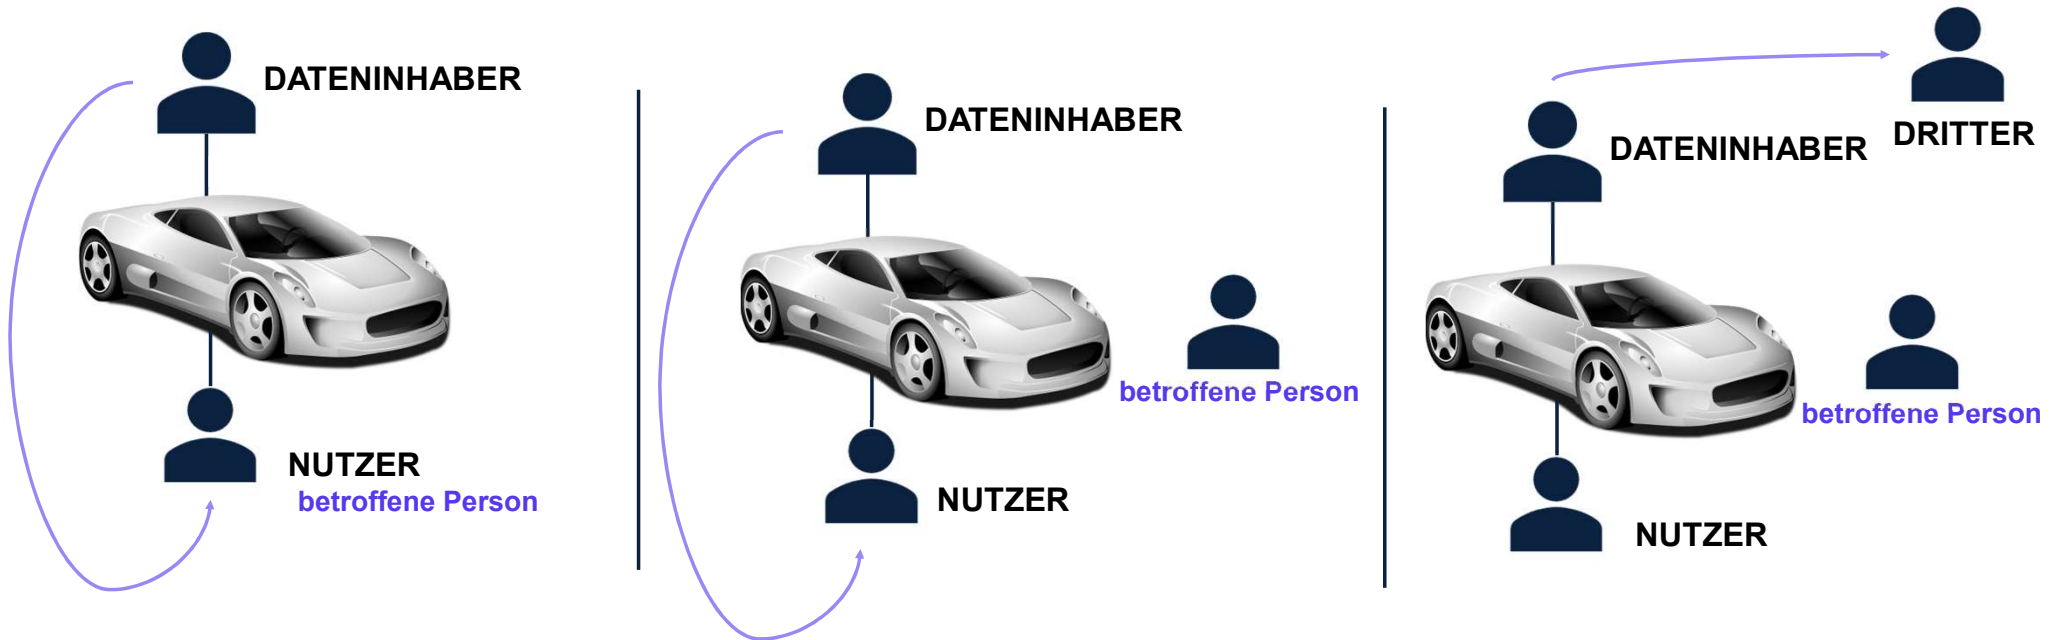 DATENINHABER
NUTZER
betroffene Person
DATENINHABER
betroffene Person
NUTZER
DRITTER
DATENINHABER
betroffene Person
NUTZER